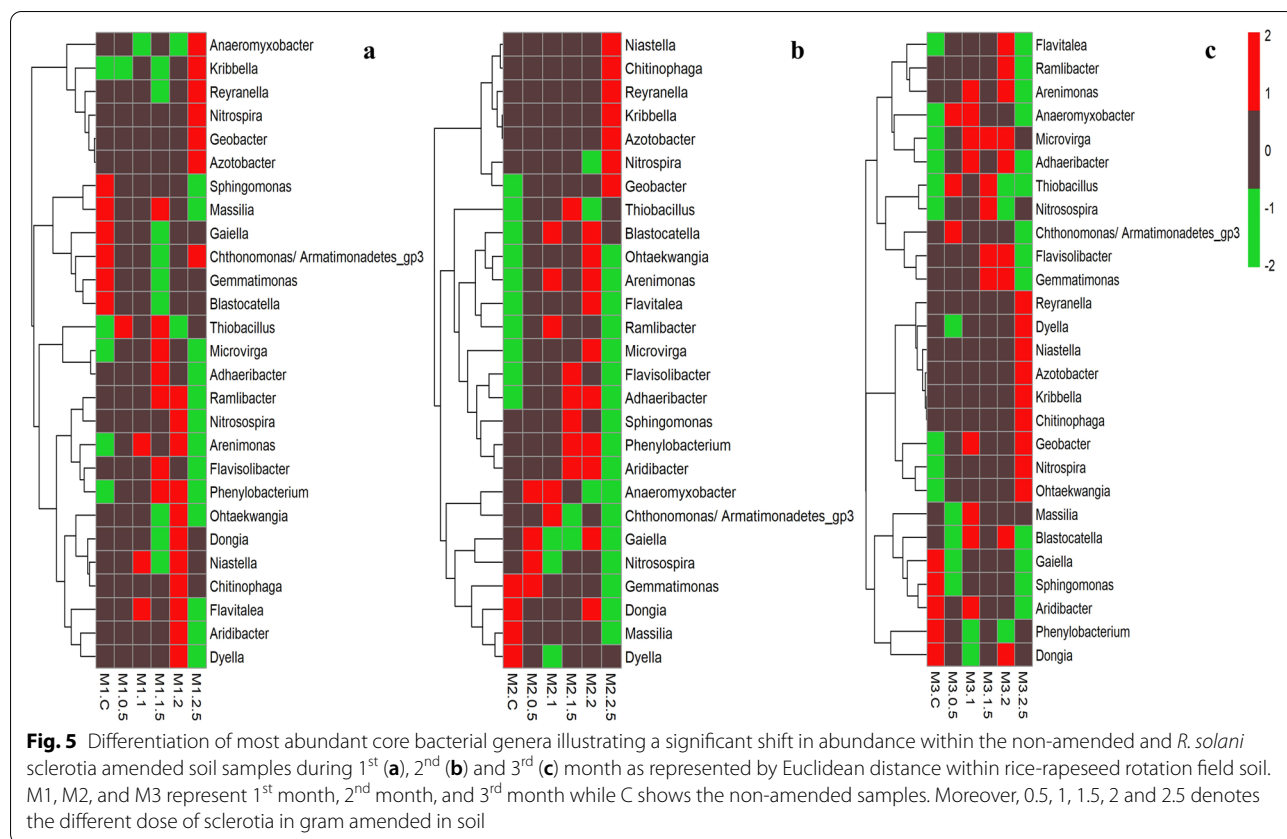 a
Anaeromyxobacter
Kribbella
Reyranella
Nitrospira
Geobacter
Azotobacter
Sphingomonas
Massilia
Gaiella
Chthonomonas/ Armatimonadetes_gp3
Gemmatimonas
Blastocatella
Thiobacillus
Microvirga
Adhaeribacter
Ramlibacter
Nitrosospira
Arenimonas
Flavisolibacter
Phenylobacterium
Ohtaekwangia
Dongia
Niastella
Chitinophaga
Flavitalea
Aridibacter
Dyella
M1.C
M1.0.5
M1.1
M1.1.5
M1.2
M1.2.5
b
Niastella
Chitinophaga
Reyranella
Kribbella
Azotobacter
Nitrospira
Geobacter
Thiobacillus
Blastocatella
Ohtaekwangia
Arenimonas
Flavitalea
Ramlibacter
Microvirga
Flavisolibacter
Adhaeribacter
Sphingomonas
Phenylobacterium
Aridibacter
Anaeromyxobacter
Chthonomonas/ Armatimonadetes_gp3
Gaiella
Nitrosospira
Gemmatimonas
Dongia
Massilia
Dyella
M2.C
M2.0.5
M2.1
M2.1.5
M2.2
M2.2.5
c
Flavitalea
Ramlibacter
Arenimonas
Anaeromyxobacter
Microvirga
Adhaeribacter
Thiobacillus
Nitrosospira
Chthonomonas/ Armatimonadetes_gp3
Flavisolibacter
Gemmatimonas
Reyranella
Dyella
Niastella
Azotobacter
Kribbella
Chitinophaga
Geobacter
Nitrospira
Ohtaekwangia
Massilia
Blastocatella
Gaiella
Sphingomonas
Aridibacter
Phenylobacterium
Dongia
M3.C
M3.0.5
M3.1
M3.1.5
M3.2
M3.2.5
2
1
0
-1
-2
Fig. 5 Differentiation of most abundant core bacterial genera illustrating a significant shift in abundance within the non-amended and R. solani
sclerotia amended soil samples during 1st (a), 2nd (b) and 3rd (c) month as represented by Euclidean distance within rice-rapeseed rotation field soil.
M1, M2, and M3 represent 1st month, 2nd month, and 3rd month while C shows the non-amended samples. Moreover, 0.5, 1, 1.5, 2 and 2.5 denotes
the different dose of sclerotia in gram amended in soil